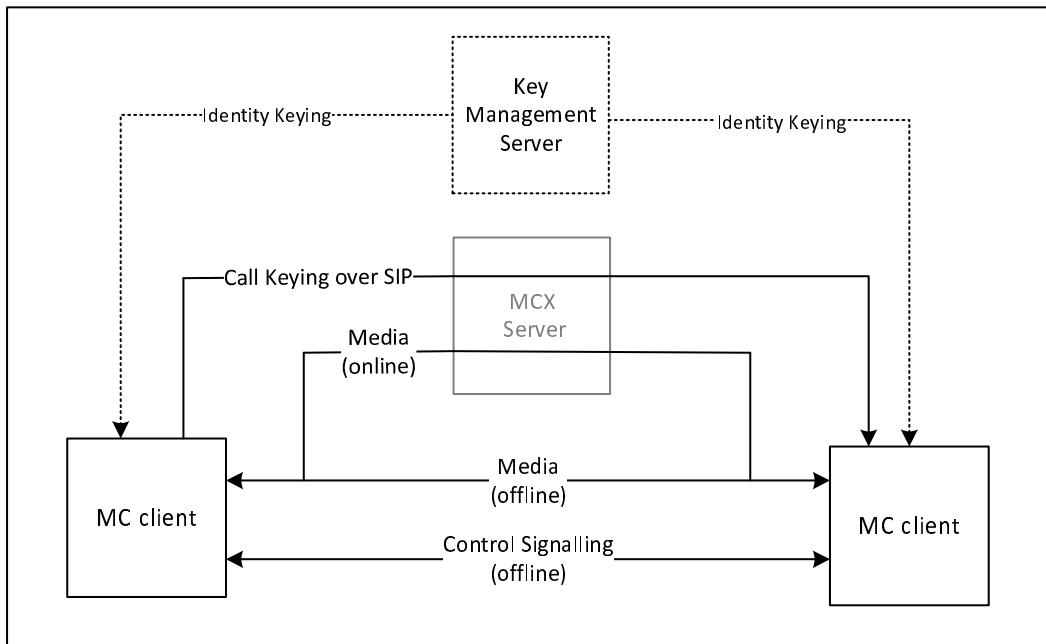 Key
Management
Server
Identity Keying
Identity Keying
Call Keying over SIP
MCX
Server
Media
(online)
Media
(offline)
MC client
MC client
Control Signalling
(offline)